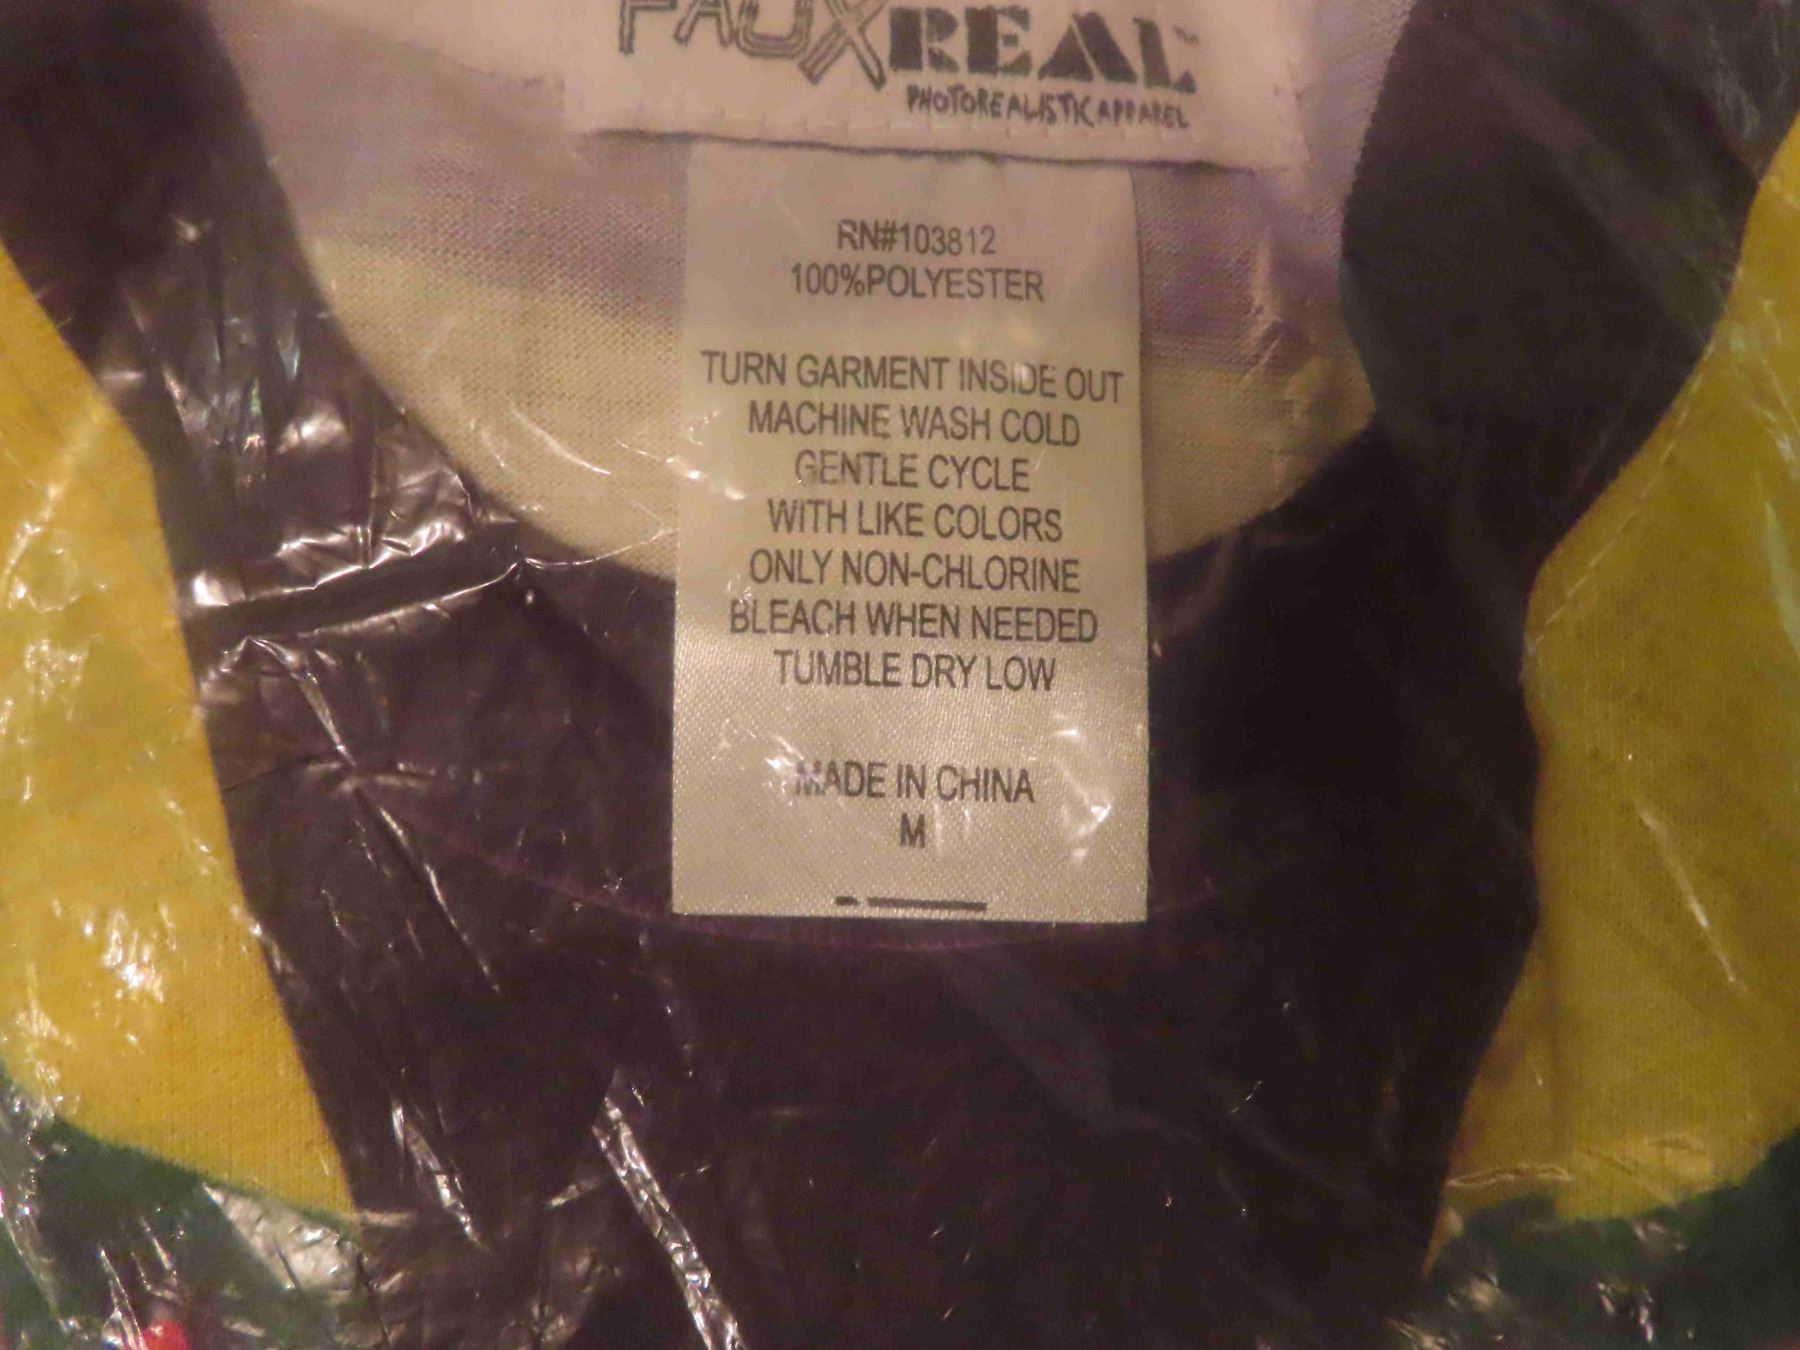 FAUXREAL™
PHOTOREALISTIC APPAREL
RN#103812
100%POLYESTER
TURN GARMENT INSIDE OUT
MACHINE WASH COLD
GENTLE CYCLE
WITH LIKE COLORS
ONLY NON-CHLORINE
BLEACH WHEN NEEDED
TUMBLE DRY LOW
MADE IN CHINA
M